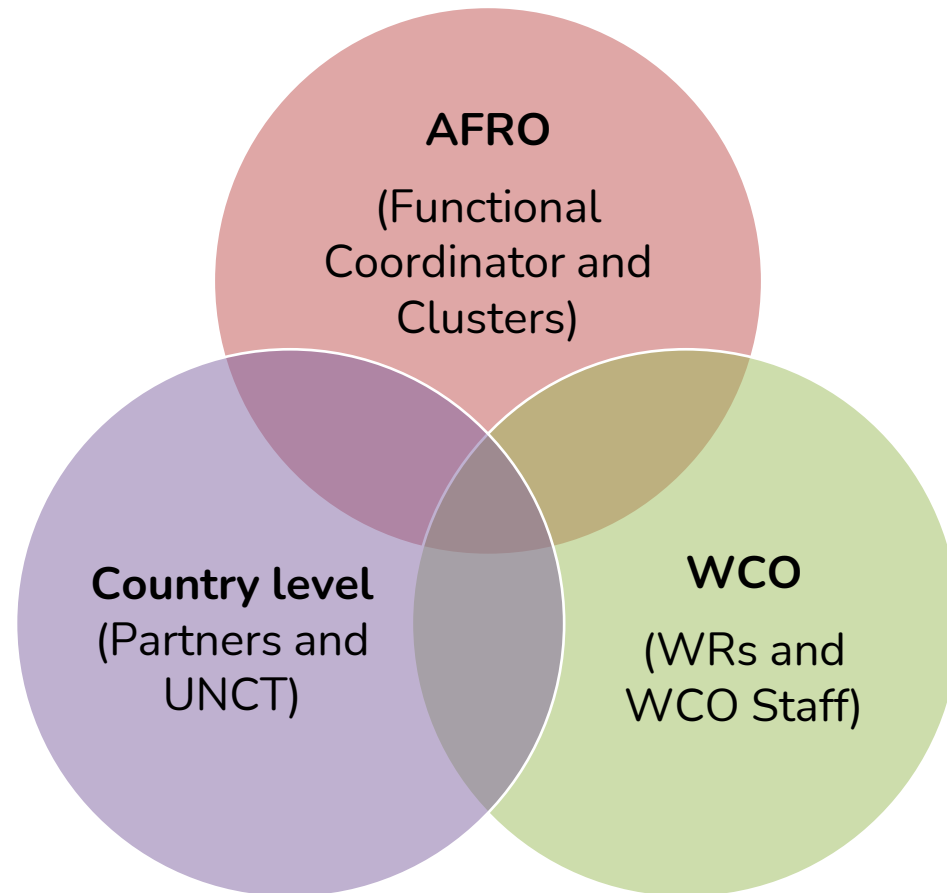 AFRO
(Functional
Coordinator and
Clusters)
Country level
(Partners and
UNCT)
WCO
(WRs and
WCO Staff)